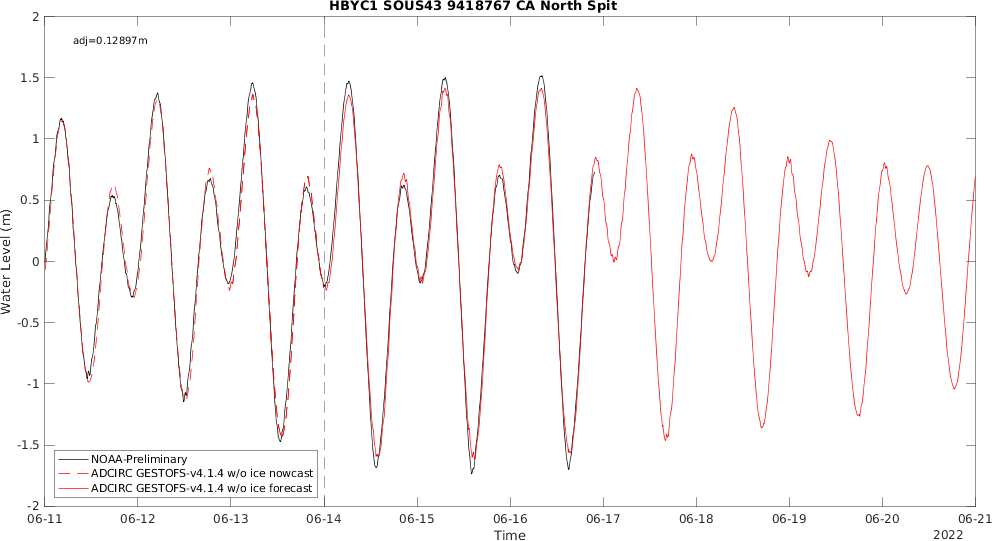 HBYC1 SOUS43 9418767 CA North Spit
adj=0.12897m
2
1.5
1
0.5
0
-0.5
-1
-1.5
-2
Water Level (m)
NOAA-Preliminary
ADCIRC GESTOFS-v4.1.4 w/o ice nowcast
ADCIRC GESTOFS-v4.1.4 w/o ice forecast
06-11 06-12 06-13 06-14 06-15 06-16 06-17 06-18 06-19 06-20 06-21
Time
2022